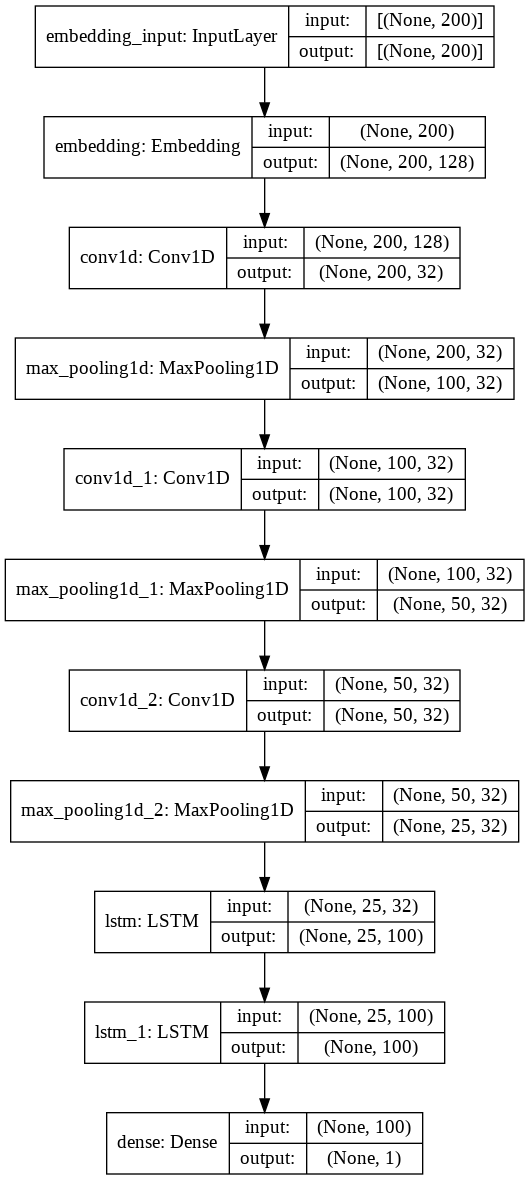 embedding_input: InputLayer
input: [(None, 200)]
output: [(None, 200)]
embedding: Embedding
input: (None, 200)
output: (None, 200, 128)
conv1d: Conv1D
input: (None, 200, 128)
output: (None, 200, 32)
max_pooling1d: MaxPooling1D
input: (None, 200, 32)
output: (None, 100, 32)
conv1d_1: Conv1D
input: (None, 100, 32)
output: (None, 100, 32)
max_pooling1d_1: MaxPooling1D
input: (None, 100, 32)
output: (None, 50, 32)
conv1d_2: Conv1D
input: (None, 50, 32)
output: (None, 50, 32)
max_pooling1d_2: MaxPooling1D
input: (None, 50, 32)
output: (None, 25, 32)
lstm: LSTM
input: (None, 25, 32)
output: (None, 25, 100)
lstm_1: LSTM
input: (None, 25, 100)
output: (None, 100)
dense: Dense
input: (None, 100)
output: (None, 1)